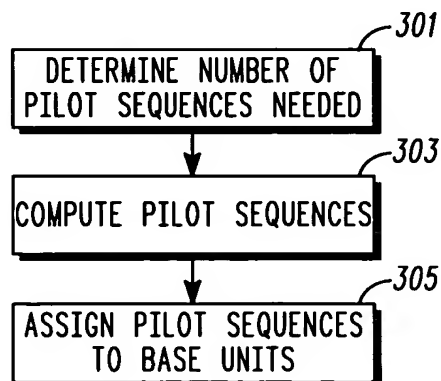 301
DETERMINE NUMBER OF
PILOT SEQUENCES NEEDED
303
COMPUTE PILOT SEQUENCES
305
ASSIGN PILOT SEQUENCES
TO BASE UNITS